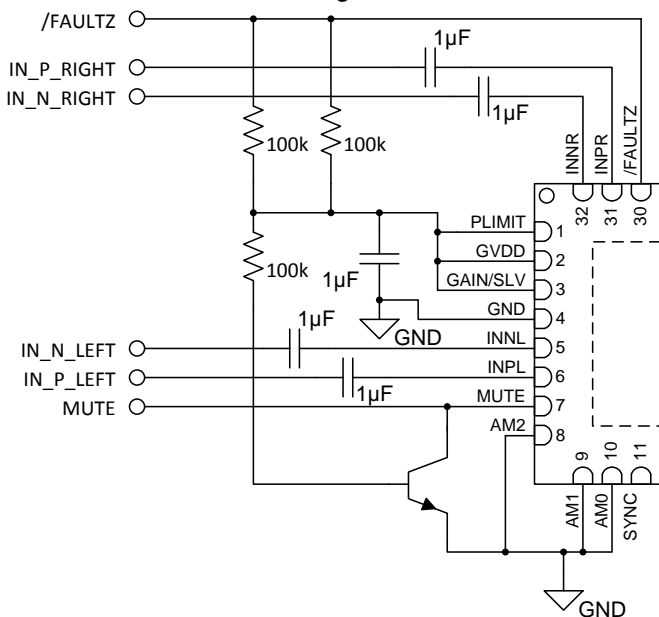 /FAULTZ
1µF
IN_P_RIGHT
IN_N_RIGHT
1µF
100k
100k
INNR
INPR
/FAULTZ
32
31
30
PLIMIT
1
GVDD
2
100k
1µF
GAIN/SLV
3
GND
4
GND
1µF
IN_N_LEFT
INNL
5
IN_P_LEFT
INPL
6
1µF
MUTE
MUTE
7
AM2
8
9
10
11
AM1
AM0
SYNC
GND